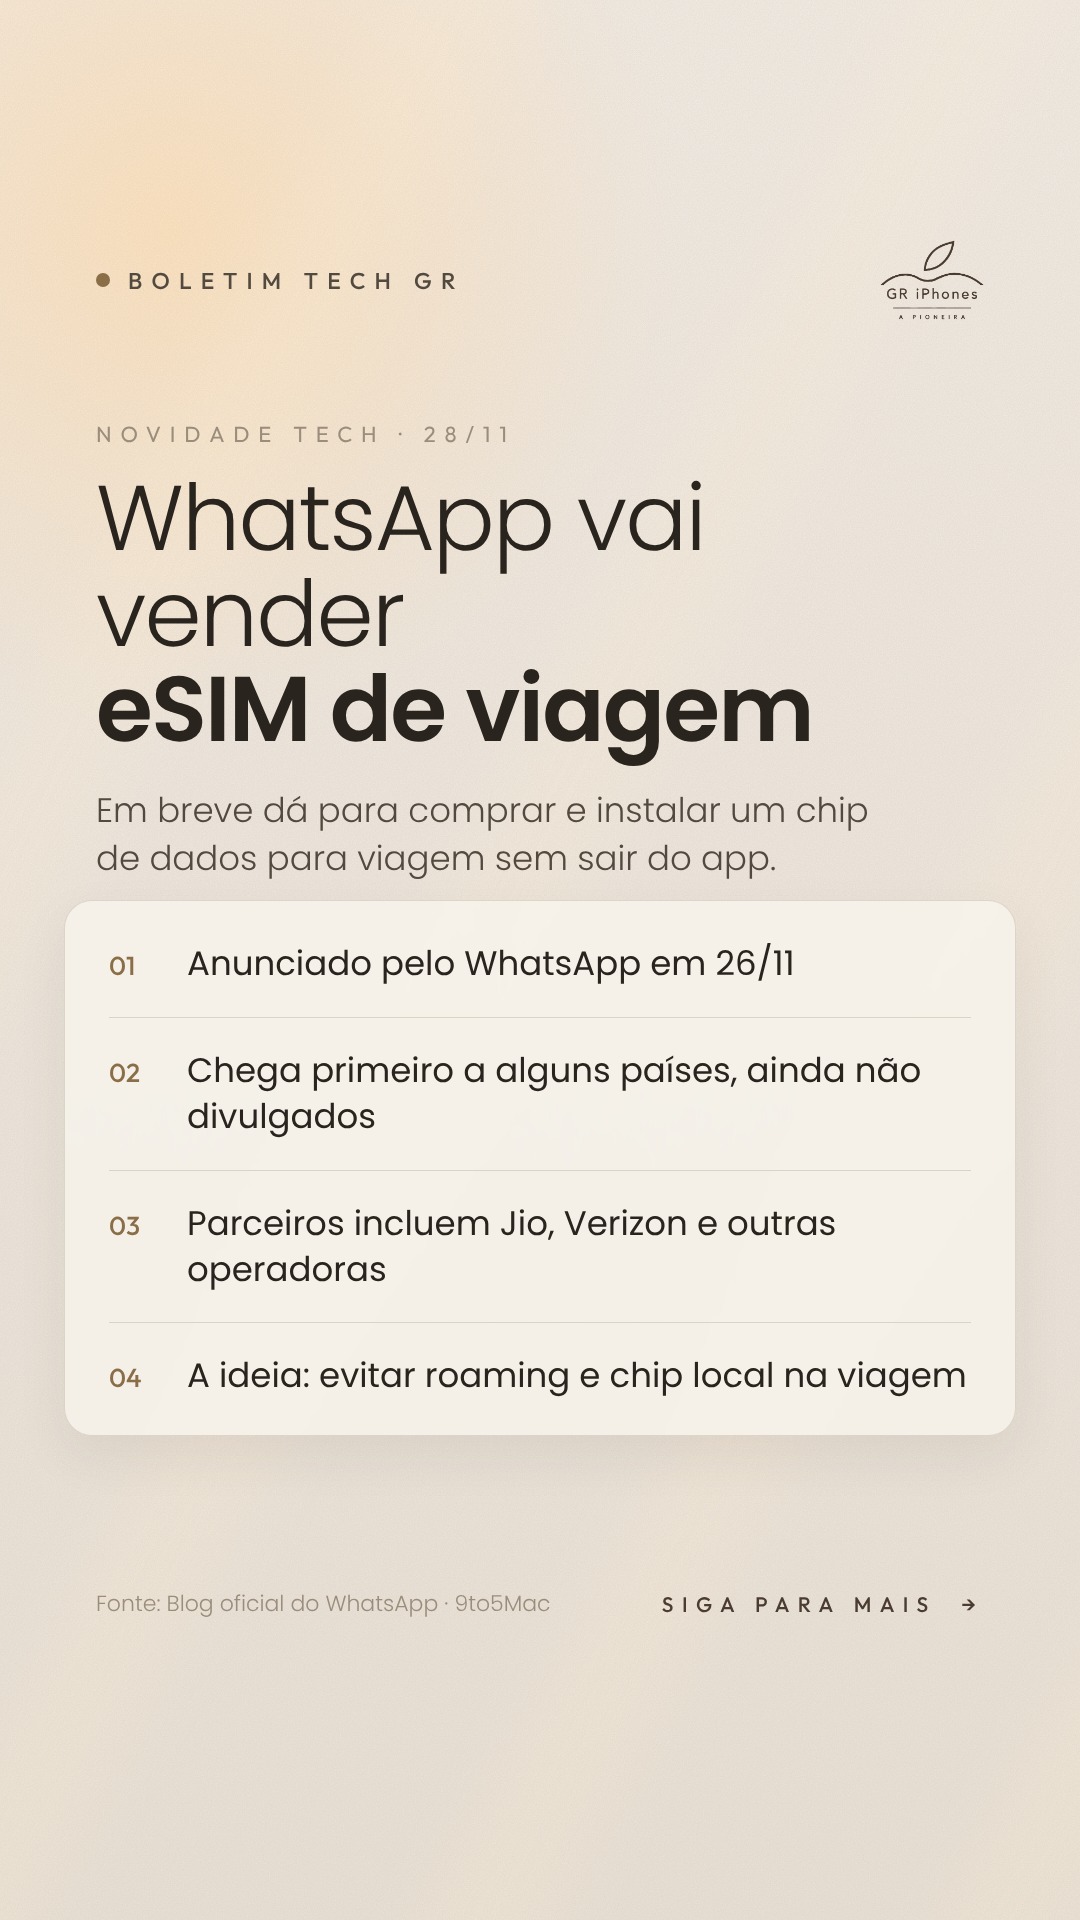 BOLETIM TECH GR
GR iPhones
A PIONEIRA
NOVIDADE TECH · 28/11
WhatsApp vai
vender
eSIM de viagem
Em breve dá para comprar e instalar um chip
de dados para viagem sem sair do app.
01 Anunciado pelo WhatsApp em 26/11
02 Chega primeiro a alguns países, ainda não
divulgados
03 Parceiros incluem Jio, Verizon e outras
operadoras
04 A ideia: evitar roaming e chip local na viagem
Fonte: Blog oficial do WhatsApp · 9to5Mac
SIGA PARA MAIS →